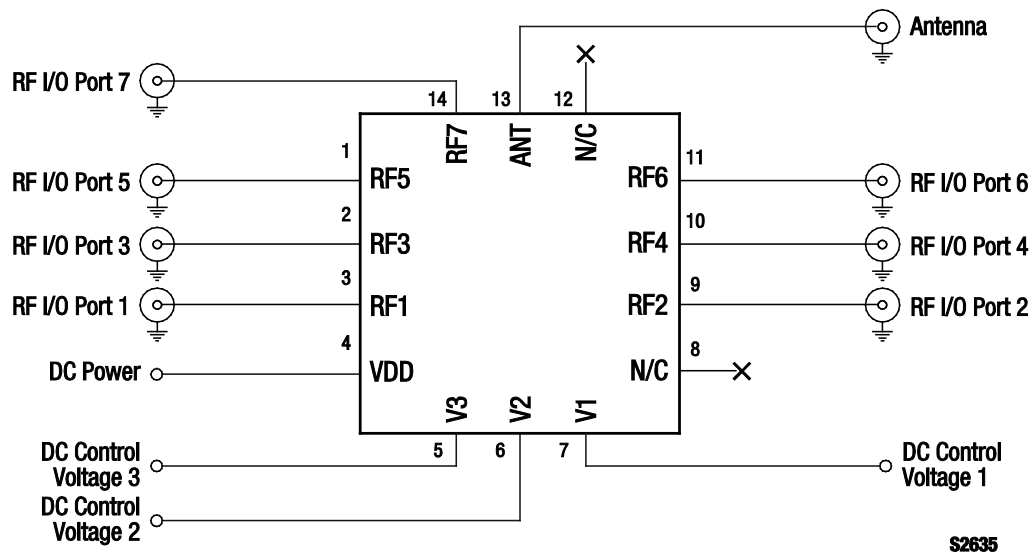 Antenna
RF I/O Port 7
14
13
12
RF7
ANT
N/C
1
11
RF I/O Port 5
RF5
RF6
RF I/O Port 6
2
10
RF I/O Port 3
RF3
RF4
RF I/O Port 4
3
9
RF I/O Port 1
RF1
RF2
RF I/O Port 2
4
8
DC Power
VDD
N/C
V3
V2
V1
5
6
7
DC Control
Voltage 3
DC Control
Voltage 1
DC Control
Voltage 2
S2635